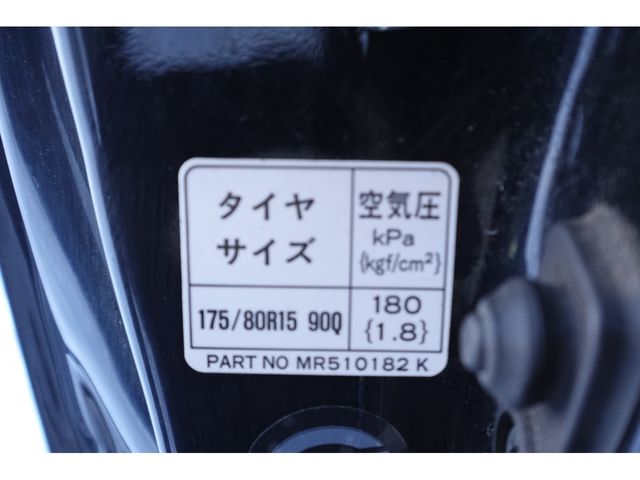 タイヤ
サイズ
空気圧
kPa
{kgf/cm²}
175/80R15 90Q
180
{1.8}
PART NO MR510182 K